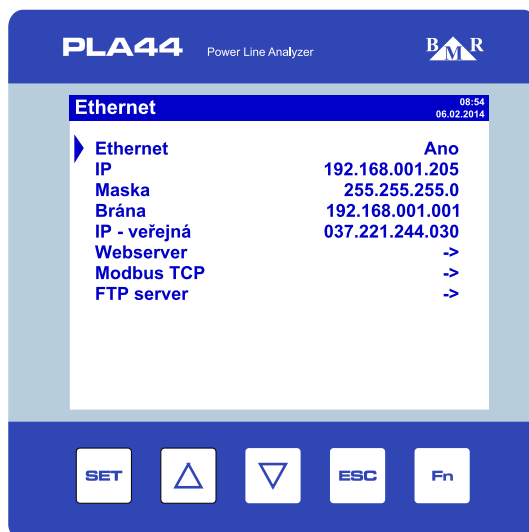 PLA44 Power Line Analyzer BMR
Ethernet 08:54
06.02.2014
Ethernet Ano
IP 192.168.001.205
Maska 255.255.255.0
Brána 192.168.001.001
IP - veřejná 037.221.244.030
Webserver ->
Modbus TCP ->
FTP server ->
SET ESC Fn